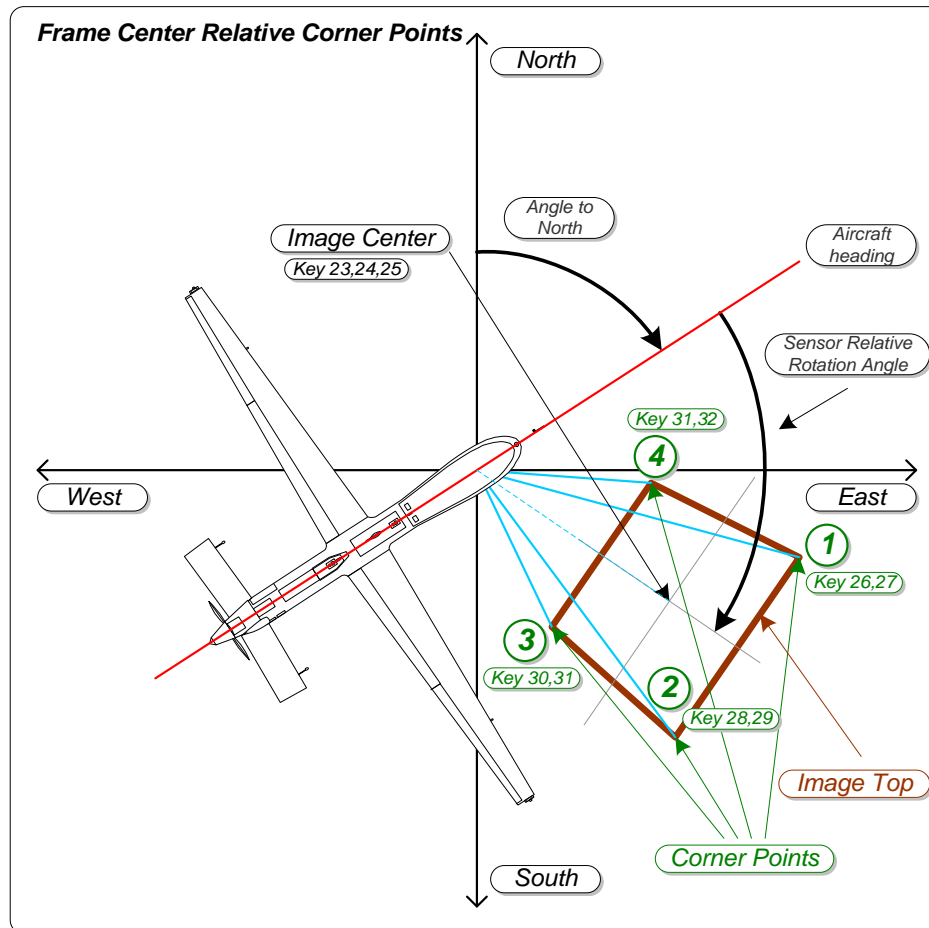 Frame Center Relative Corner Points
North
Angle to
North
Image Center
Key 23,24,25
Aircraft
heading
Sensor Relative
Rotation Angle
Key 31,32
4
West
East
1
Key 26,27
3
Key 30,31
2
Key 28,29
Image Top
Corner Points
South